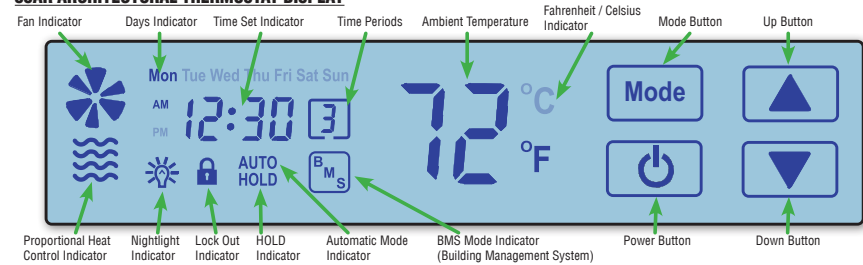 Fan Indicator
Days Indicator
Time Set Indicator
Time Periods
Ambient Temperature
Fahrenheit / Celsius
Indicator
Mode Button
Up Button
Mon Tue Wed Thu Fri Sat Sun
AM
PM
12:30
3
72
°C
°F
Mode
AUTO
HOLD
BMS
Proportional Heat
Control Indicator
Nightlight
Indicator
Lock Out
Indicator
HOLD
Indicator
Automatic Mode
Indicator
BMS Mode Indicator
(Building Management System)
Power Button
Down Button